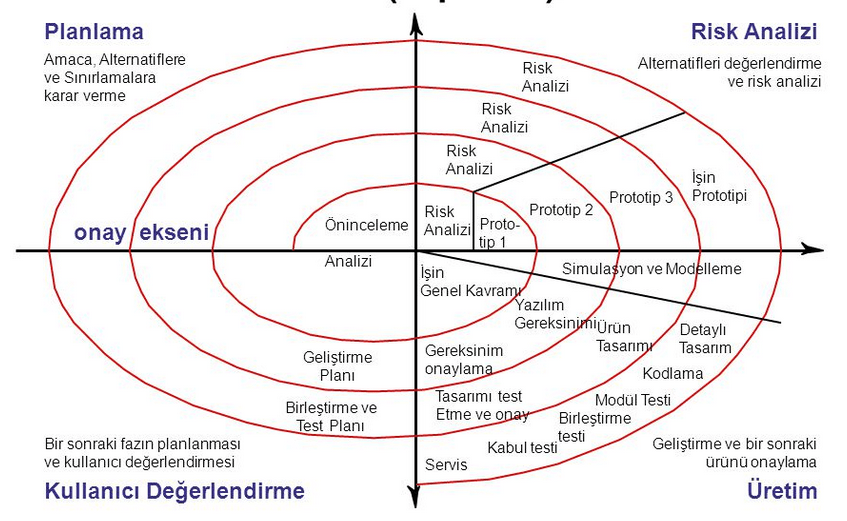 Planlama
Amaca, Alternatiflere
ve Sınırlamalara
karar verme
Risk Analizi
Alternatifleri değerlendirme
ve risk analizi
Risk
Analizi
Risk
Analizi
Risk
Analizi
İşin
Prototipi
Prototip 3
Prototip 2
Risk
Analizi
Proto-
tip 1
Öninceleme
onay ekseni
Analizi
İşin
Genel Kavramı
Simulasyon ve Modelleme
Yazılım
Gereksinimi
Ürün
Tasarımı
Detaylı
Tasarım
Geliştirme
Planı
Gereksinim
onaylama
Kodlama
Birleştirme ve
Test Planı
Tasarımı test
Etme ve onay
Modül Testi
Birleştirme
testi
Kabul testi
Servis
Bir sonraki fazın planlanması
ve kullanıcı değerlendirmesi
Kullanıcı Değerlendirme
Geliştirme ve bir sonraki
ürünü onaylama
Üretim